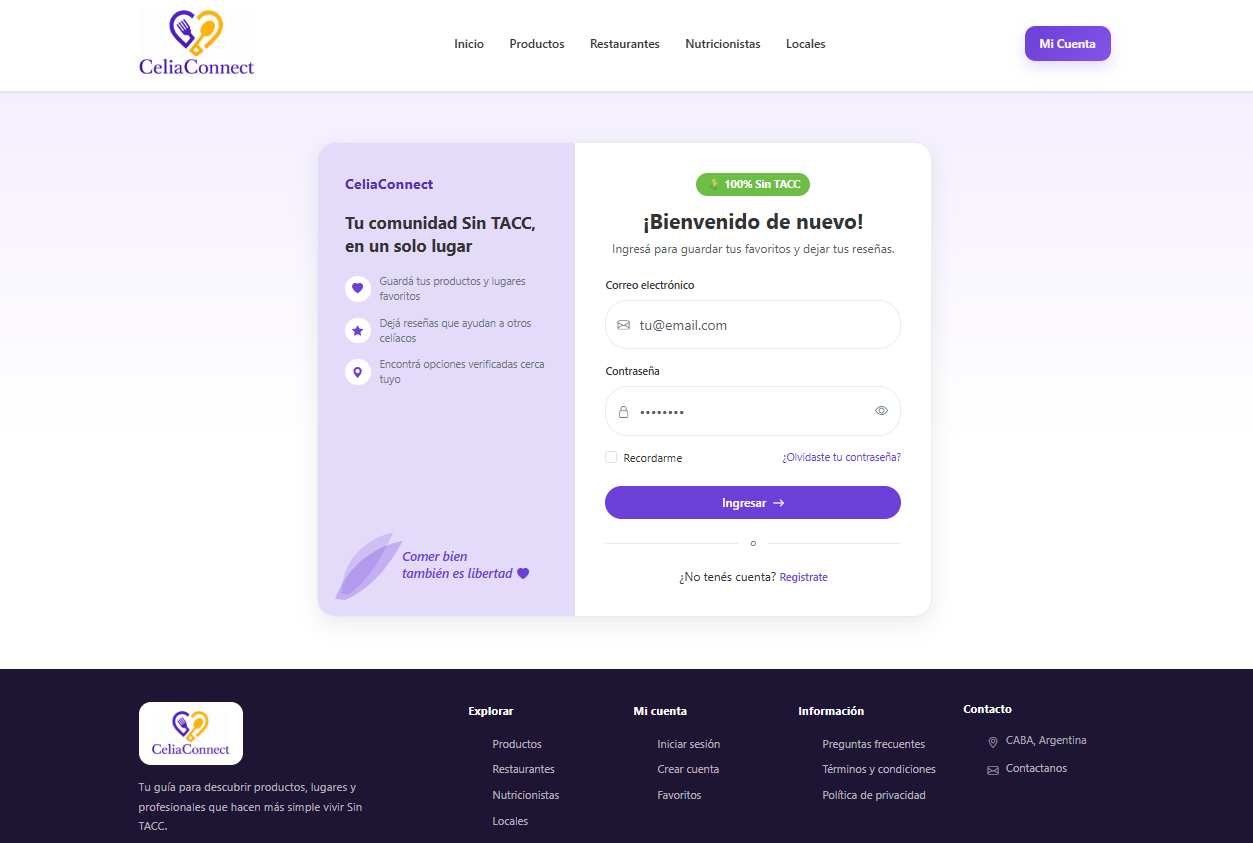 CeliaConnect
Inicio
Productos
Restaurantes
Nutricionistas
Locales
Mi Cuenta
CeliaConnect
Tu comunidad Sin TACC,
en un solo lugar
Guardá tus productos y lugares
favoritos
Dejá reseñas que ayudan a otros
celíacos
Encontrá opciones verificadas cerca
tuyo
Comer bien
también es libertad
100% Sin TACC
¡Bienvenido de nuevo!
Ingresá para guardar tus favoritos y dejar tus reseñas.
Correo electrónico
tu@email.com
Contraseña
••••••••
Recordarme
¿Olvidaste tu contraseña?
Ingresar →
o
¿No tenés cuenta? Registrate
CeliaConnect
Tu guía para descubrir productos, lugares y
profesionales que hacen más simple vivir Sin
TACC.
Explorar
Productos
Restaurantes
Nutricionistas
Locales
Mi cuenta
Iniciar sesión
Crear cuenta
Favoritos
Información
Preguntas frecuentes
Términos y condiciones
Política de privacidad
Contacto
CABA, Argentina
Contactanos